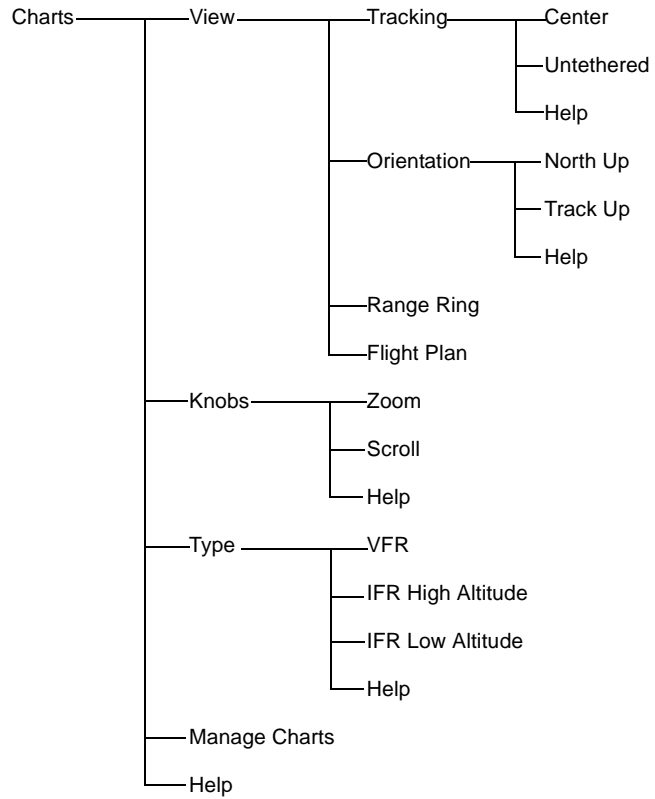 Charts View Tracking Center
Untethered
Help
Orientation North Up
Track Up
Help
Range Ring
Flight Plan
Knobs Zoom
Scroll
Help
Type VFR
IFR High Altitude
IFR Low Altitude
Help
Manage Charts
Help